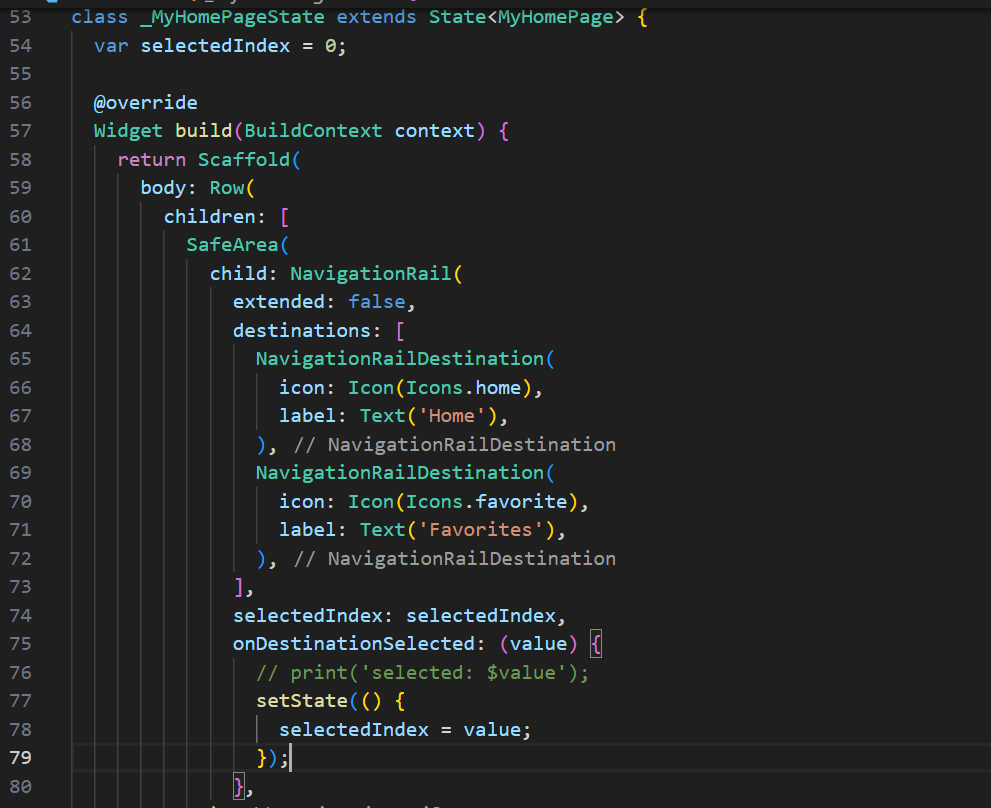 53 class _MyHomePageState extends State<MyHomePage> {
54   var selectedIndex = 0;
55
56   @override
57   Widget build(BuildContext context) {
58     return Scaffold(
59       body: Row(
60         children: [
61           SafeArea(
62             child: NavigationRail(
63               extended: false,
64               destinations: [
65                 NavigationRailDestination(
66                   icon: Icon(Icons.home),
67                   label: Text('Home'),
68                 ), // NavigationRailDestination
69                 NavigationRailDestination(
70                   icon: Icon(Icons.favorite),
71                   label: Text('Favorites'),
72                 ), // NavigationRailDestination
73               ],
74               selectedIndex: selectedIndex,
75               onDestinationSelected: (value) {
76                 // print('selected: $value');
77                 setState(() {
78                   selectedIndex = value;
79                 });
80               },